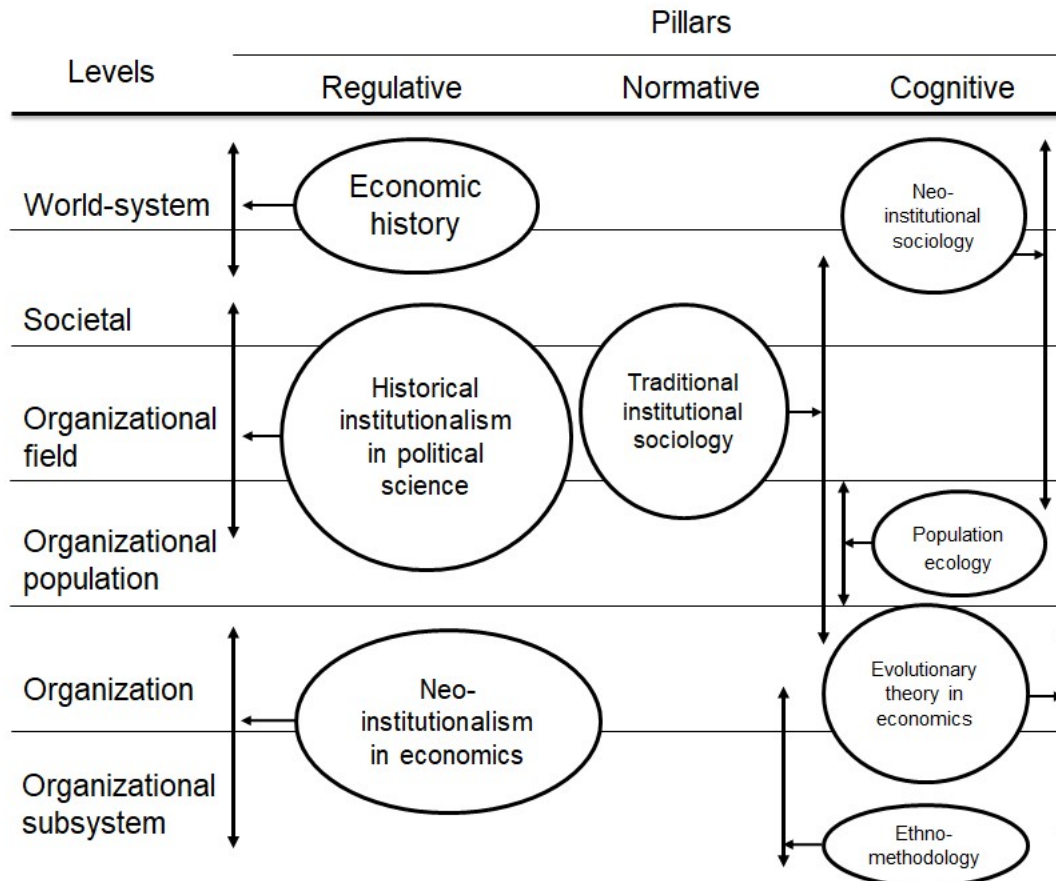 Pillars
Levels
Regulative
Normative
Cognitive
World-system
Economic
history
Neo-
institutional
sociology
Societal
Organizational
field
Historical
institutionalism
in political
science
Traditional
institutional
sociology
Organizational
population
Population
ecology
Organization
Neo-
institutionalism
in economics
Evolutionary
theory in
economics
Organizational
subsystem
Ethno-
methodology